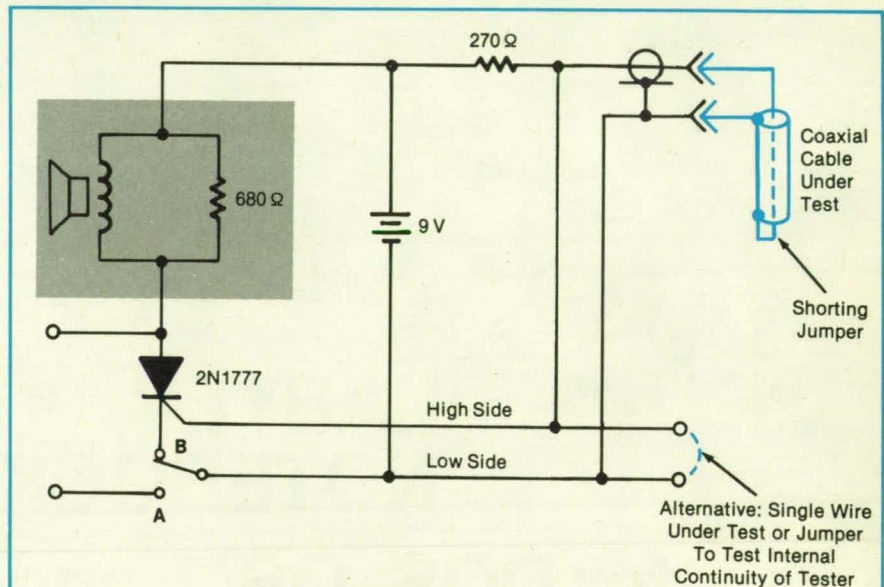 270 Ω
680 Ω
9 V
Coaxial
Cable
Under
Test
Shorting
Jumper
2N1777
High Side
B
Low Side
A
Alternative: Single Wire
Under Test or Jumper
To Test Internal
Continuity of Tester